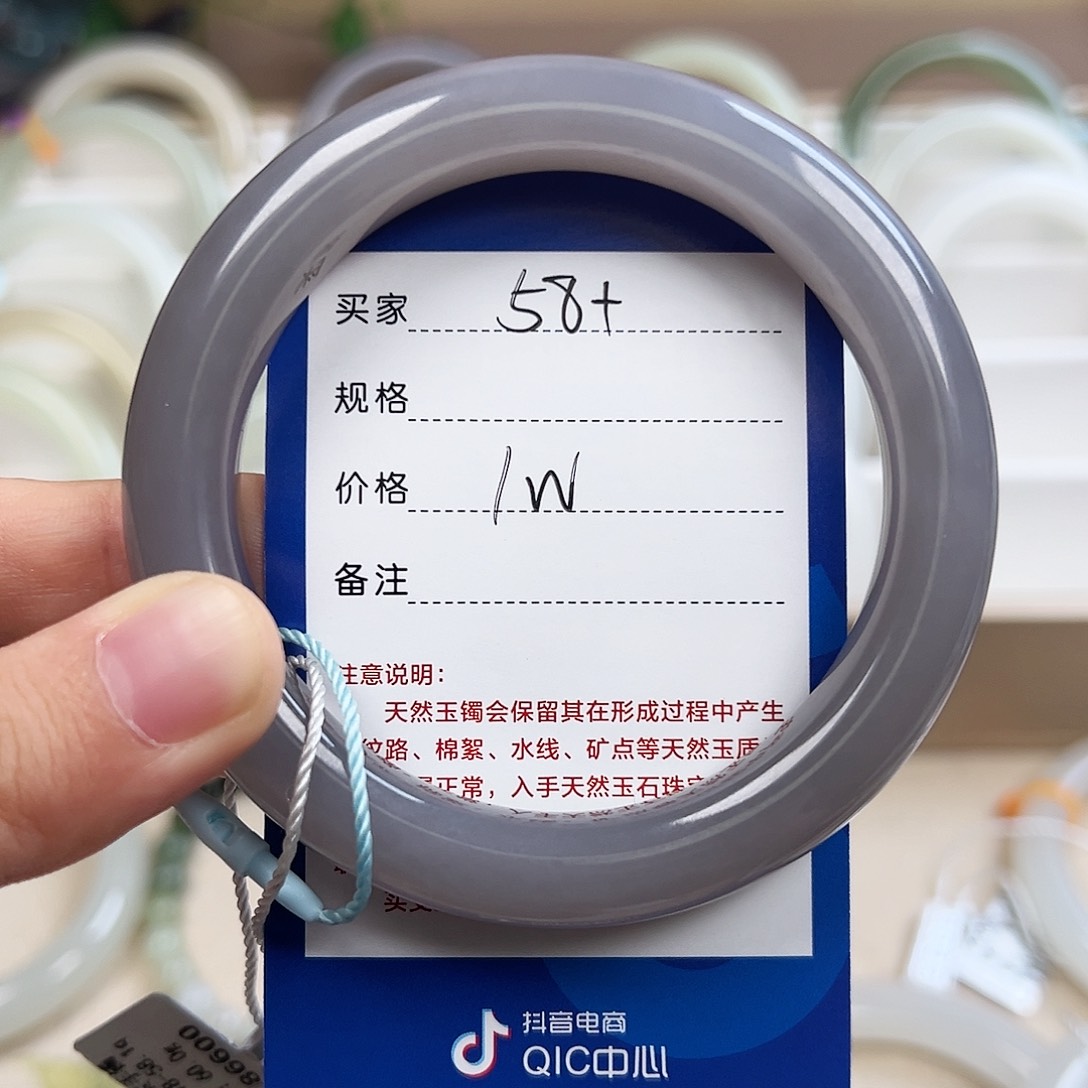 买家 58+
规格
价格 1W
备注
注意说明：
天然玉镯会保留其在形成过程中产生
纹路、棉絮、水线、矿点等天然玉质
正常，入手天然玉石珠宝
抖音电商
QIC中心
00998